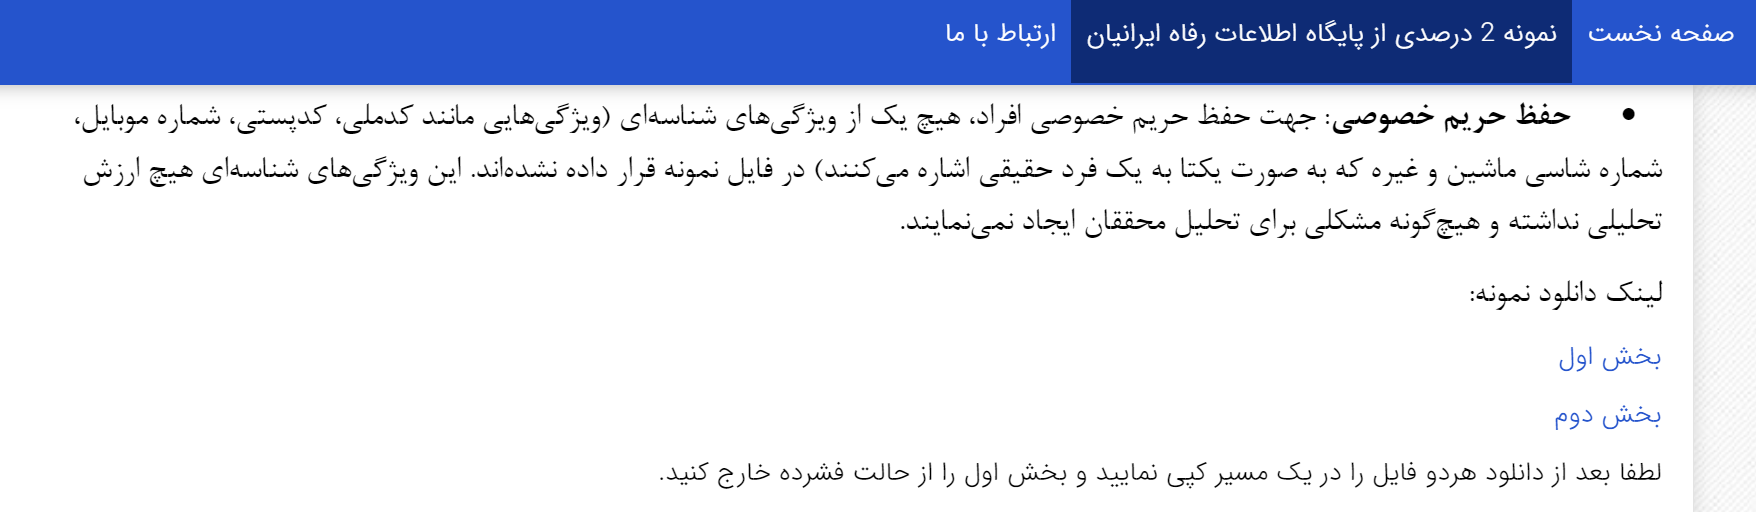 صفحه نخست نمونه 2 درصدی از پایگاه اطلاعات رفاه ایرانیان ارتباط با ما
• حفظ حریم خصوصی: جهت حفظ حریم خصوصی افراد، هیچ یک از ویژگی‌های شناسه‌ای (ویژگی‌هایی مانند کدملی، کدپستی، شماره موبایل،
شماره شاسی ماشین و غیره که به صورت یکتا به یک فرد حقیقی اشاره می‌کنند) در فایل نمونه قرار داده نشده‌اند. این ویژگی‌های شناسه‌ای هیچ ارزش
تحلیلی نداشته و هیچ‌گونه مشکلی برای تحلیل محققان ایجاد نمی‌نمایند.
لینک دانلود نمونه:
بخش اول
بخش دوم
لطفا بعد از دانلود هردو فایل را در یک مسیر کپی نمایید و بخش اول را از حالت فشرده خارج کنید.